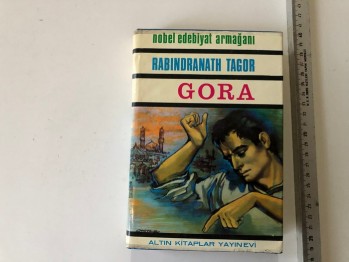 nobel edebiyat armağanı
RABINDRANATH TAGOR
GORA
ALTIN KİTAPLAR YAYINEVİ